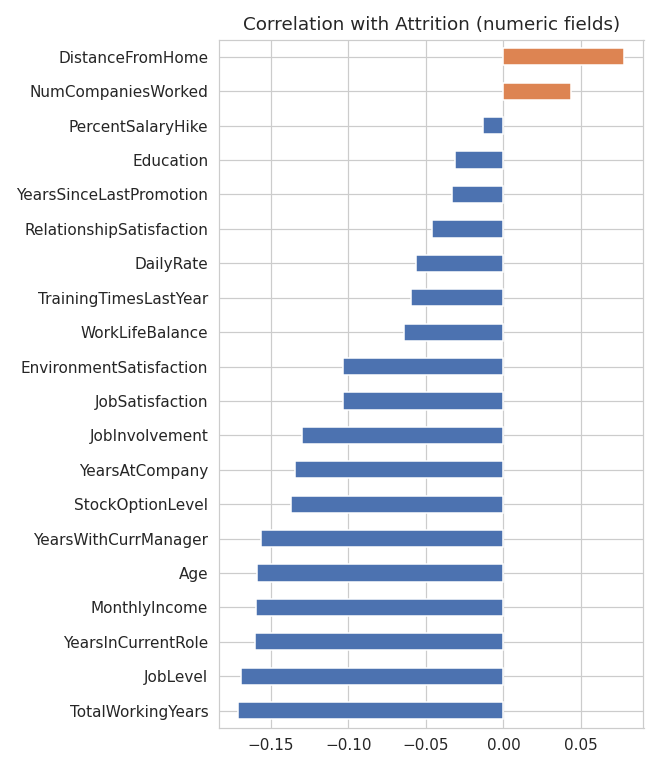 Correlation with Attrition (numeric fields)
DistanceFromHome
NumCompaniesWorked
PercentSalaryHike
Education
YearsSinceLastPromotion
RelationshipSatisfaction
DailyRate
TrainingTimesLastYear
WorkLifeBalance
EnvironmentSatisfaction
JobSatisfaction
JobInvolvement
YearsAtCompany
StockOptionLevel
YearsWithCurrManager
Age
MonthlyIncome
YearsInCurrentRole
JobLevel
TotalWorkingYears
−0.15 −0.10 −0.05 0.00 0.05